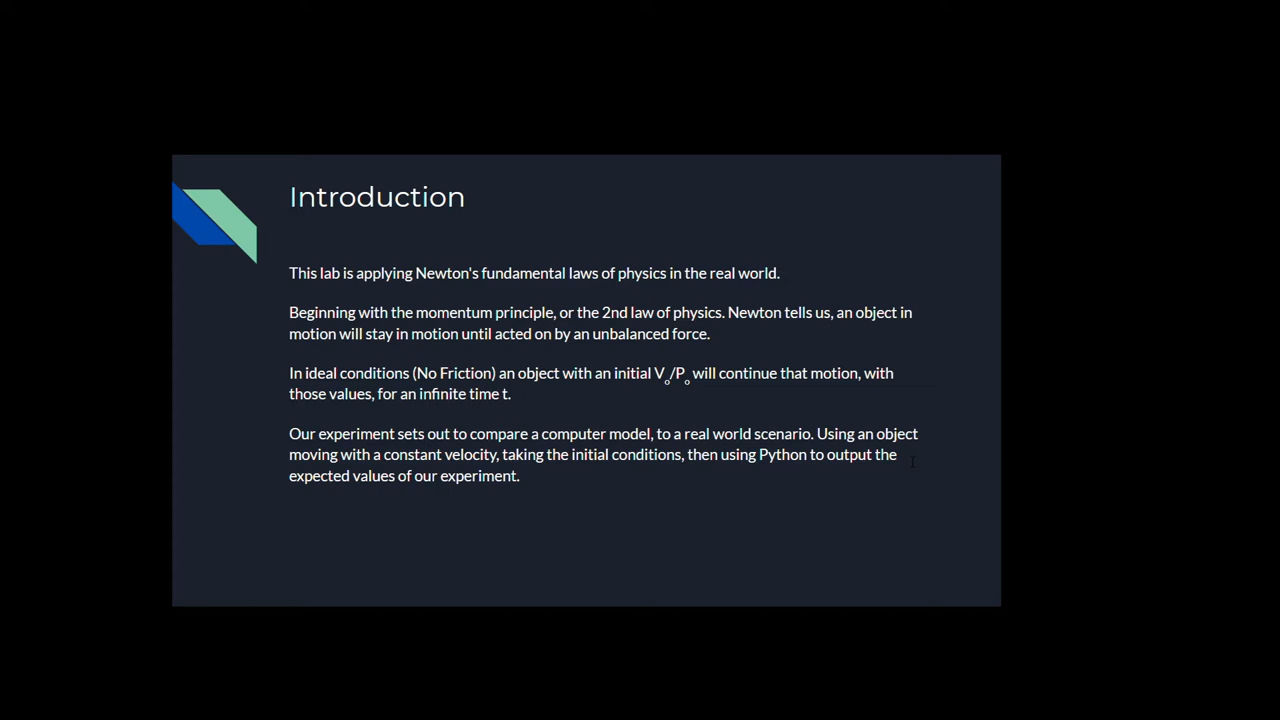 Introduction
This lab is applying Newton's fundamental laws of physics in the real world.
Beginning with the momentum principle, or the 2nd law of physics. Newton tells us, an object in
motion will stay in motion until acted on by an unbalanced force.
In ideal conditions (No Friction) an object with an initial Vo/Po will continue that motion, with
those values, for an infinite time t.
Our experiment sets out to compare a computer model, to a real world scenario. Using an object
moving with a constant velocity, taking the initial conditions, then using Python to output the
expected values of our experiment.